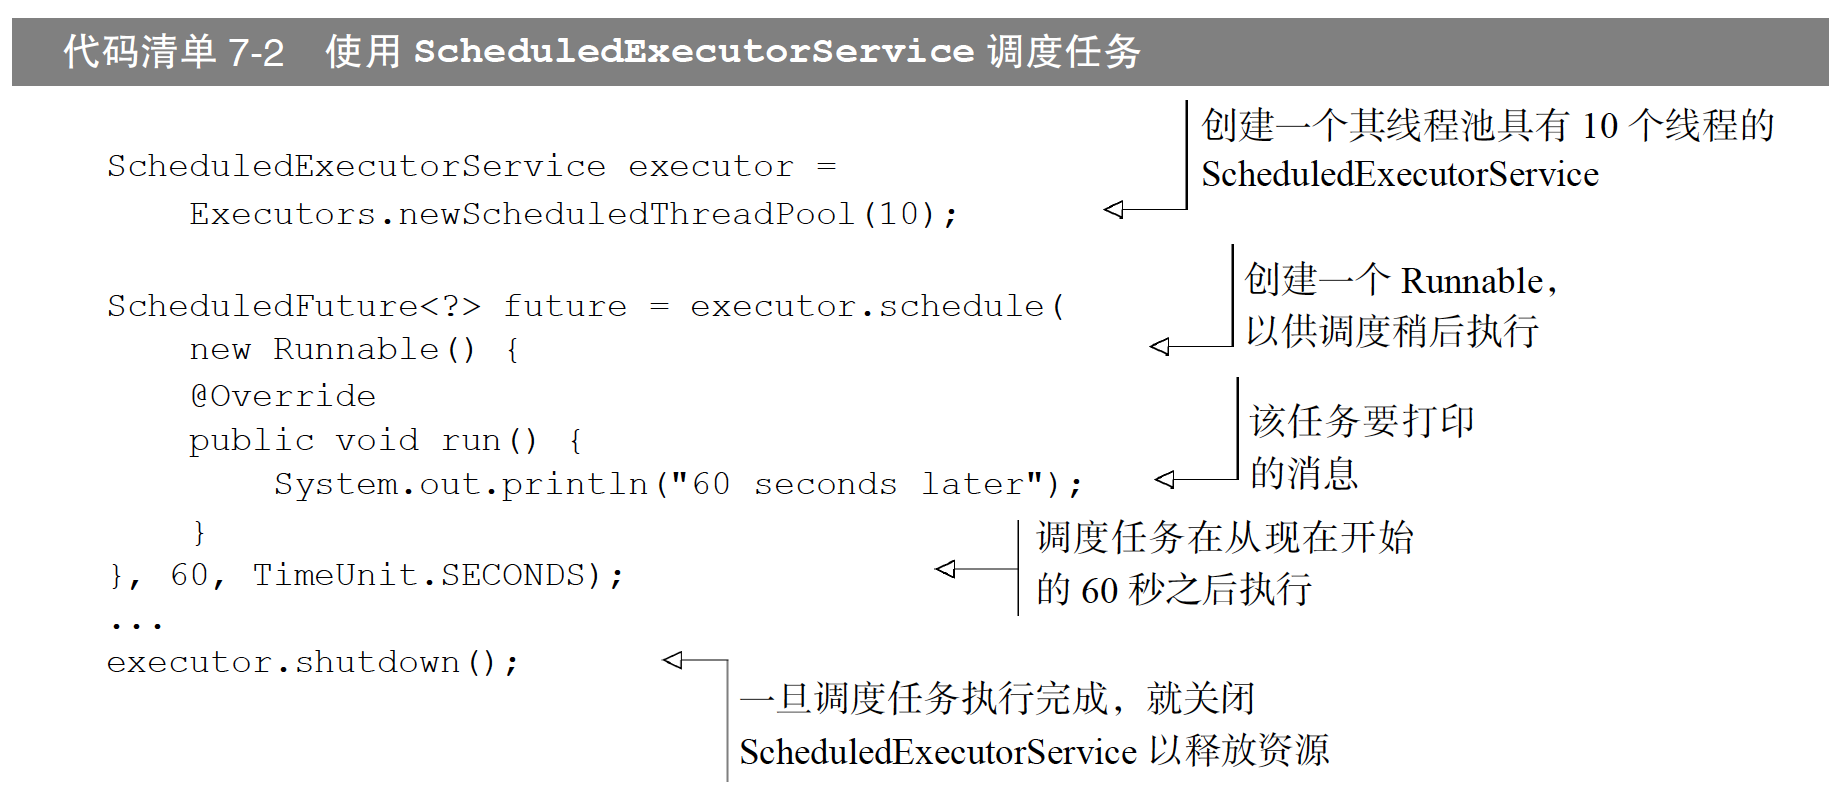 代码清单 7-2 使用 ScheduledExecutorService 调度任务
创建一个其线程池具有 10 个线程的
ScheduledExecutorService
ScheduledExecutorService executor =
Executors.newScheduledThreadPool(10);
创建一个 Runnable，
以供调度稍后执行
ScheduledFuture<?> future = executor.schedule(
new Runnable() {
@Override
public void run() {
该任务要打印
的消息
System.out.println("60 seconds later");
}
调度任务在从现在开始
的 60 秒之后执行
}, 60, TimeUnit.SECONDS);
...
executor.shutdown();
一旦调度任务执行完成，就关闭
ScheduledExecutorService 以释放资源